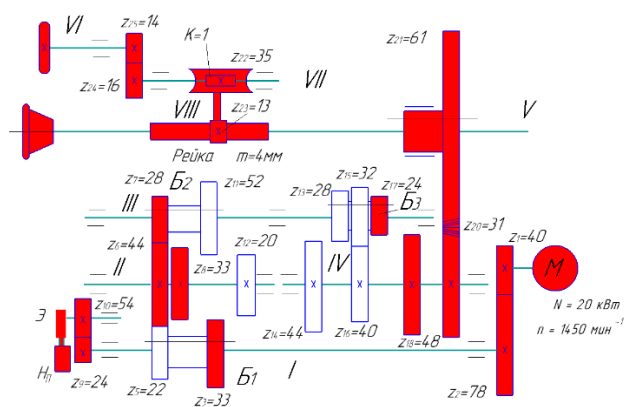 VI
z₂₅=14
K=1
z₂₂=35
z₂₁=61
z₂₄=16
VII
VIII
z₂₃=13
V
Рейка m=4мм
z₁₅=32
z₇=28
Б2
z₁₁=52
z₁₃=28
z₁₇=24
III
Б3
z₂₀=31
z₆=44
z₁₂=20
z₁=40
II
z₈=33
IV
М
z₁₀=54
N = 20 кВт
Э
z₁₄=44
z₁₆=40
n = 1450 мин⁻¹
z₁₈=48
Нп
Б1
I
z₉=24
z₅=22
z₃=33
z₂=78